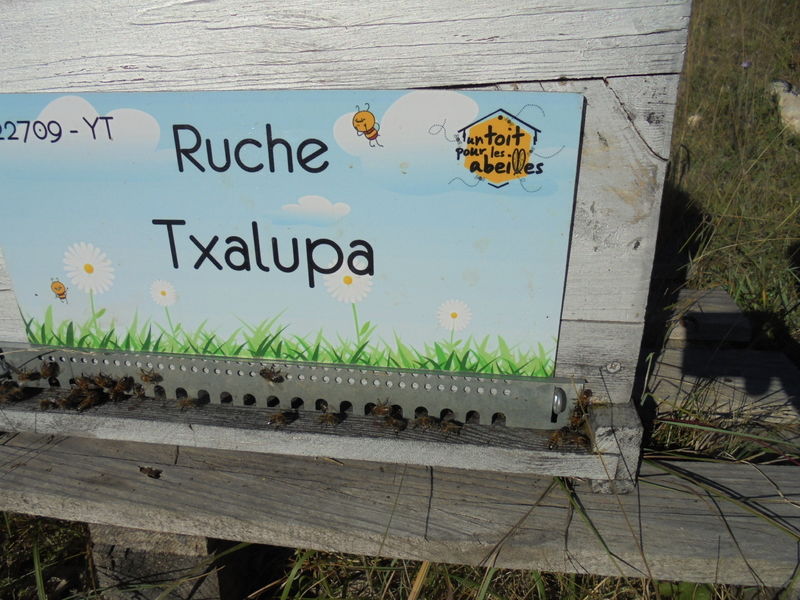 22709 - YT
Ruche
Txalupa
un toit
pour les
abeilles